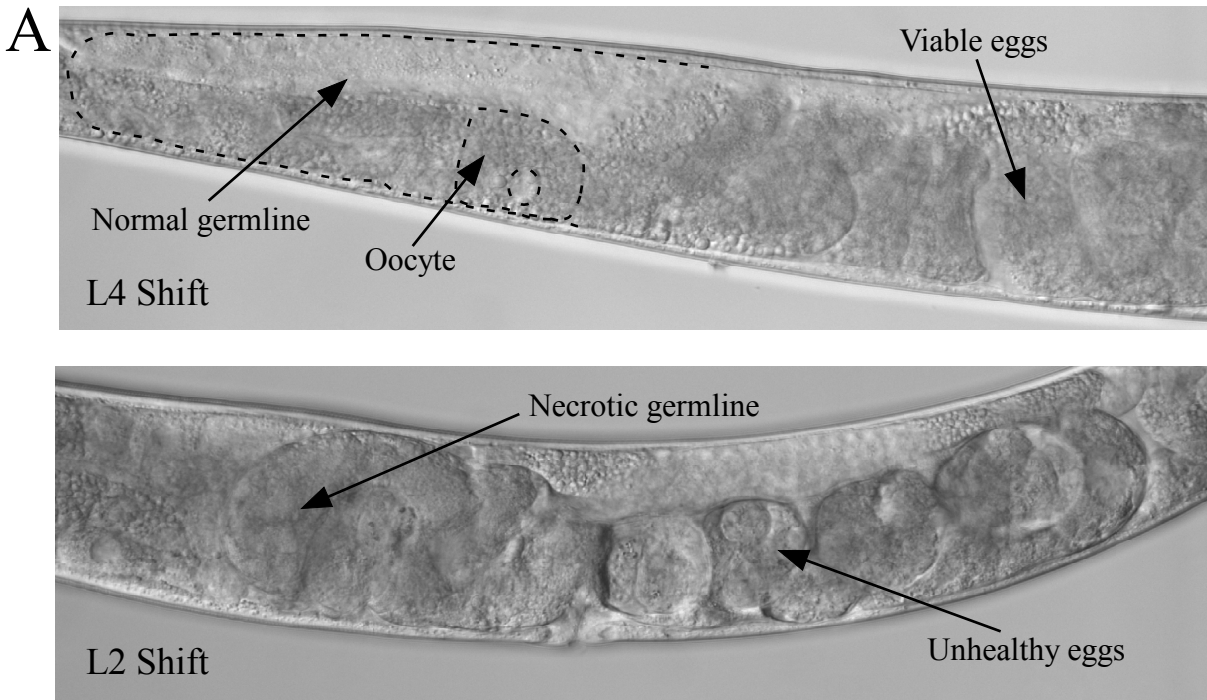 A
Viable eggs
Normal germline
Oocyte
L4 Shift
Necrotic germline
Unhealthy eggs
L2 Shift